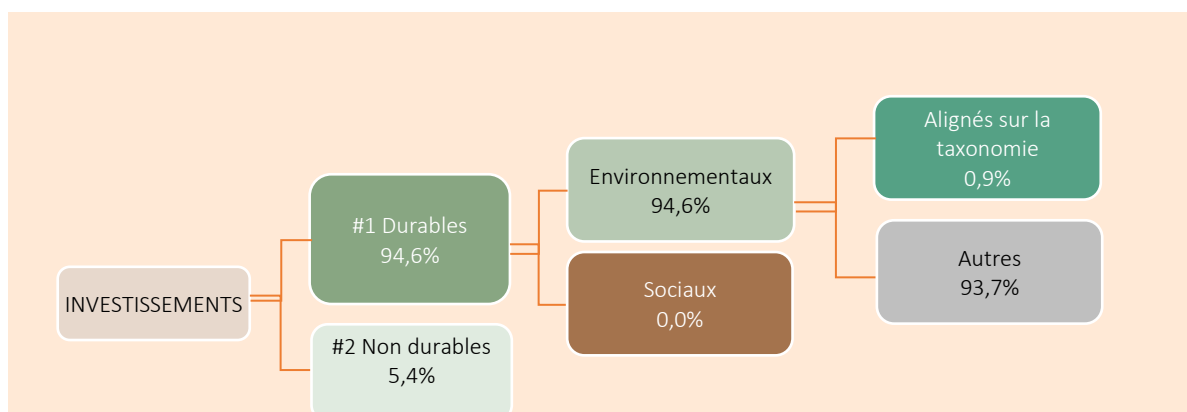 INVESTISSEMENTS
#1 Durables
94,6%
#2 Non durables
5,4%
Environnementaux
94,6%
Sociaux
0,0%
Alignés sur la
taxonomie
0,9%
Autres
93,7%